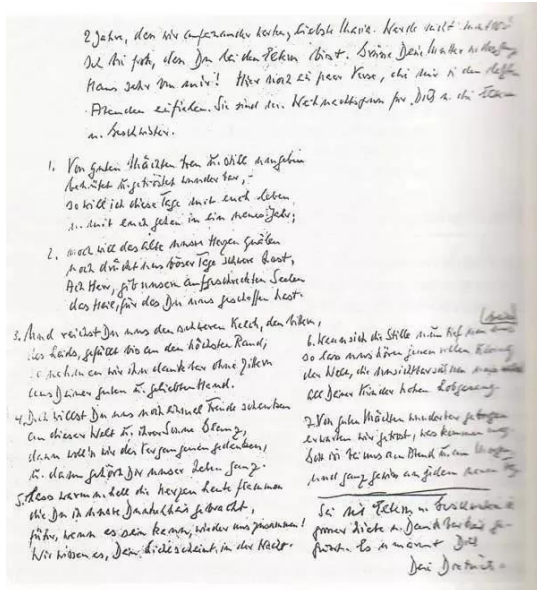 2 Jahre, dass wir aufeinander warten, liebste Maria. Werde nicht mutlos!
Ich bin froh, dass Du bei den Eltern bist. Grüsse Deine Mutter
Haus sehr von mir! Hier noch ein paar Verse, die mir in den letzten
Abenden einfielen. Sie sind der Weihnachtsgruss für Dich u. die Eltern
u. Geschwister.
1. Von guten Mächten treu u. still umgeben
behütet u. getröstet wunderbar, –
so will ich diese Tage mit euch leben
u. mit euch gehen in ein neues Jahr;
2. noch will das alte unsre Herzen quälen
noch drückt uns böser Tage schwere Last,
Ach Herr, gib unsern aufgeschreckten Seelen
das Heil, für das Du uns geschaffen hast.
3. Und reichst Du uns den schweren Kelch, den bittern,
des Leids, gefüllt bis an den höchsten Rand,
so nehmen wir ihn dankbar ohne Zittern
aus Deiner guten u. geliebten Hand.
4. Doch willst Du uns noch einmal Freude schenken
an dieser Welt u. ihrer Sonne Glanz,
dann woll'n wir des Vergangenen gedenken,
u. dann gehört Dir unser Leben ganz.
5. Lass warm u. hell die Kerzen heute flammen
die Du in unsre Dunkelheit gebracht,
führ, wenn es sein kann, wieder uns zusammen!
Wir wissen es, Dein Licht scheint in der Nacht.
6. Wenn sich die Stille nun tief um uns
so lass uns hören jenen vollen Klang
der Welt, die unsichtbar sich um uns weitet
all Deiner Kinder hohen Lobgesang.
7. Von guten Mächten wunderbar geborgen
erwarten wir getrost, was kommen mag.
Gott ist bei uns am Abend u. am Morgen
und ganz gewiss an jedem neuen Tag
Sei mit Eltern u. Geschwistern in
grosser Liebe u. Dankbarkeit
gegrüsst. Es umarmt Dich
Dein Dietrich